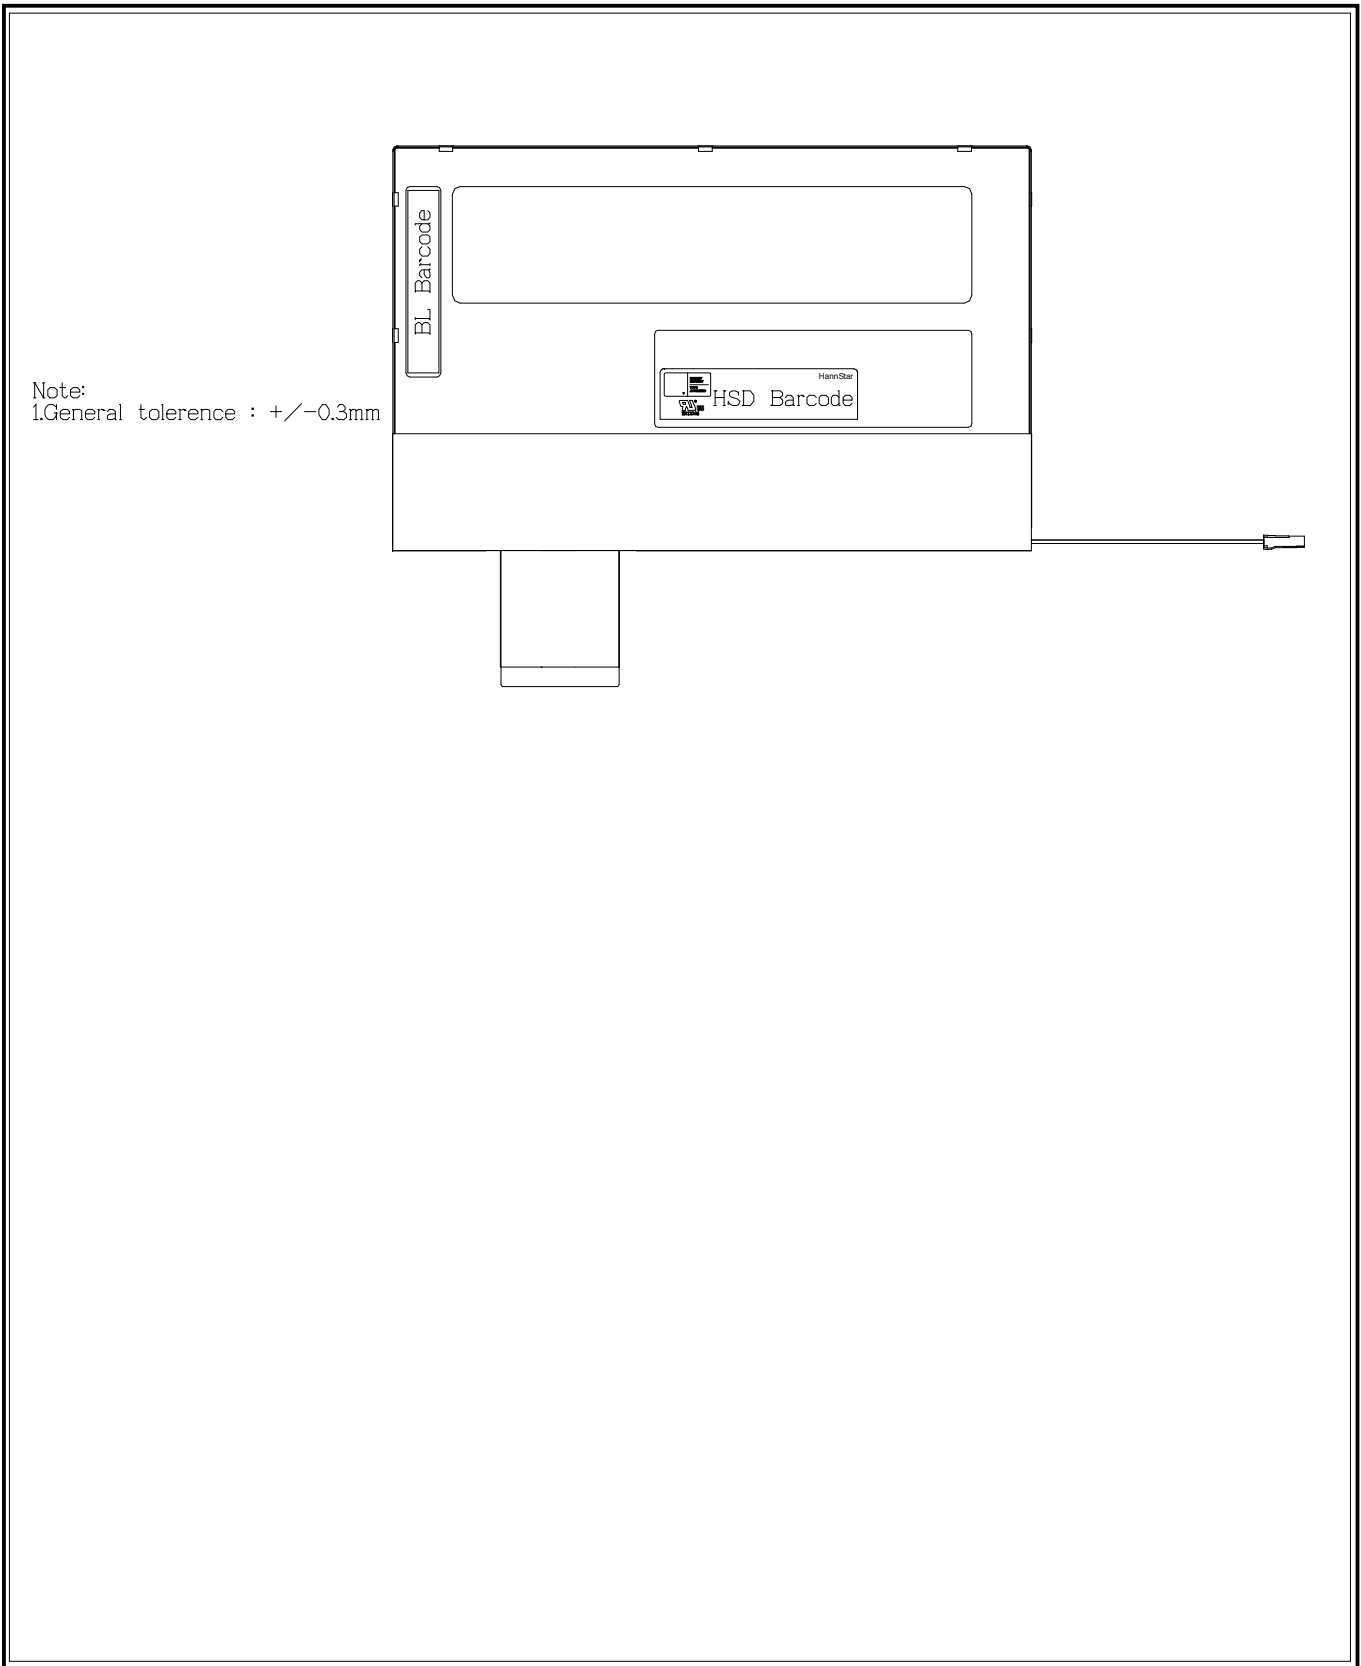 BL Barcode
Note:
1.General tolerence : +/-0.3mm
HannStar
HSD Barcode